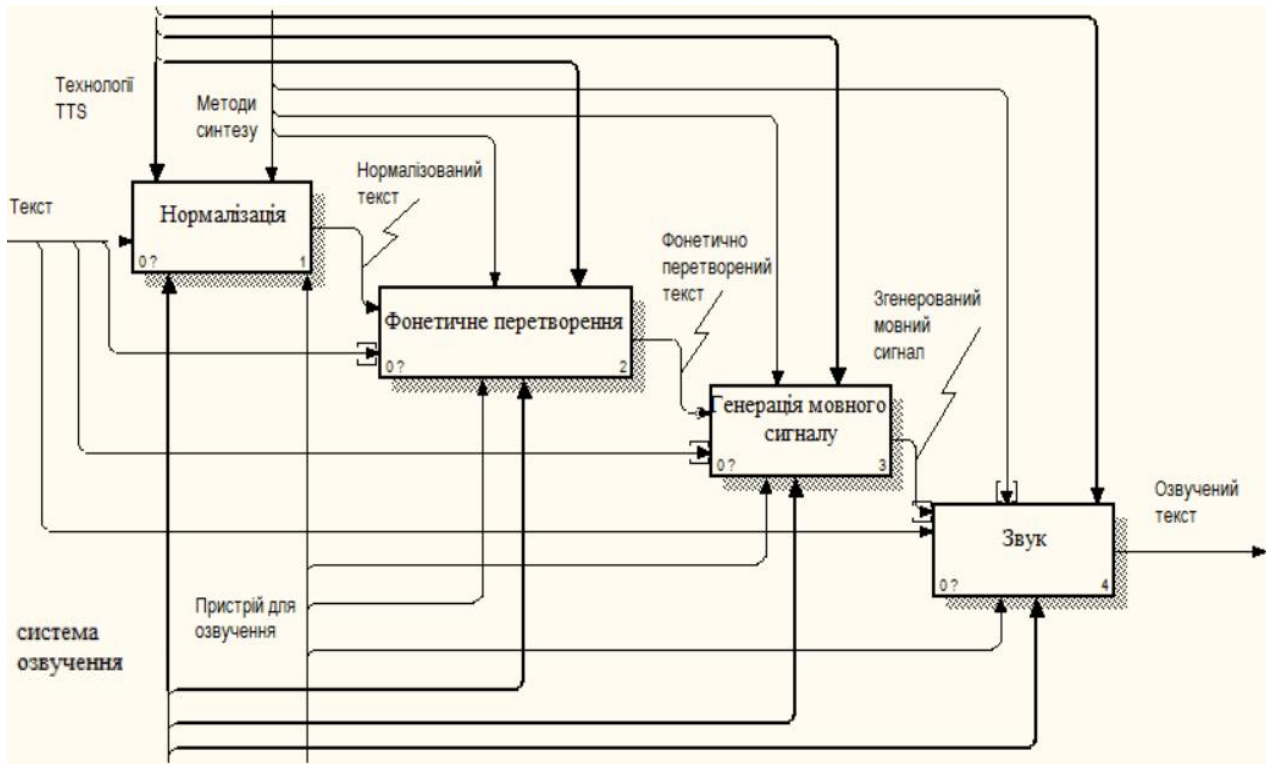 Технології
TTS
Методи
синтезу
Нормалізований
текст
Текст
Нормалізація
0 ?
1
Фонетично
перетворений
текст
Фонетичне перетворення
0 ?
2
Згенерований
мовний
сигнал
Генерація мовного
сигналу
0 ?
3
Озвучений
текст
Звук
0 ?
4
Пристрій для
озвучення
система
озвучення